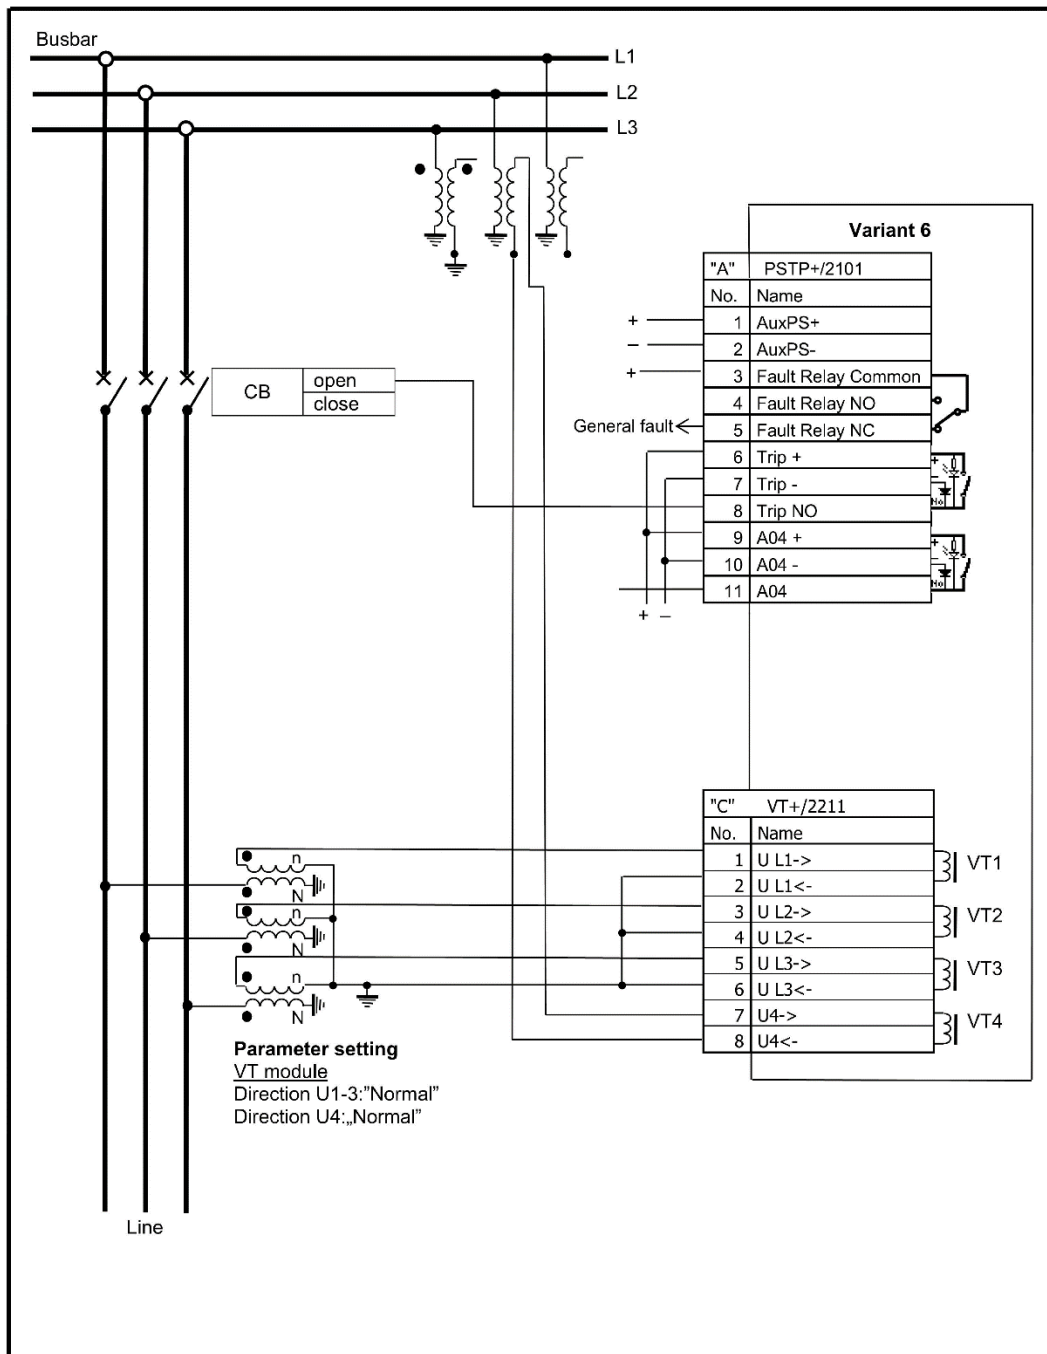 Busbar
L1
L2
L3
Variant 6
"A" PSTP+/2101
No. Name
+ 1 AuxPS+
– 2 AuxPS-
+ 3 Fault Relay Common
4 Fault Relay NO
General fault 5 Fault Relay NC
6 Trip +
7 Trip -
8 Trip NO
9 A04 +
10 A04 -
11 A04
+ –
+
–
No
+
–
No
CB open
close
"C" VT+/2211
No. Name
1 U L1-> VT1
2 U L1<-
3 U L2-> VT2
4 U L2<-
5 U L3-> VT3
6 U L3<-
7 U4-> VT4
8 U4<-
n
N
n
N
n
N
Parameter setting
VT module
Direction U1-3:”Normal”
Direction U4:„Normal”
Line